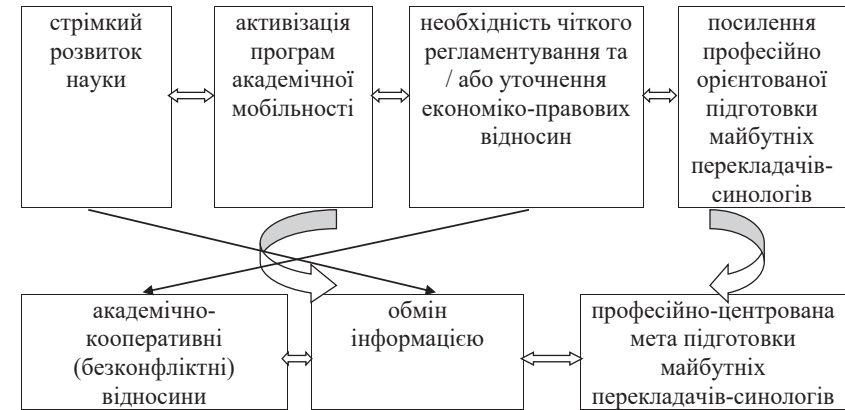 стрімкий
розвиток
науки
активізація
програм
академічної
мобільності
необхідність чіткого
регламентування та
/ або уточнення
економіко-правових
відносин
посилення
професійно
орієнтованої
підготовки
майбутніх
перекладачів-
синологів
академічно-
кооперативні
(безконфліктні)
відносини
обмін
інформацією
професійно-центрована
мета підготовки
майбутніх
перекладачів-синологів